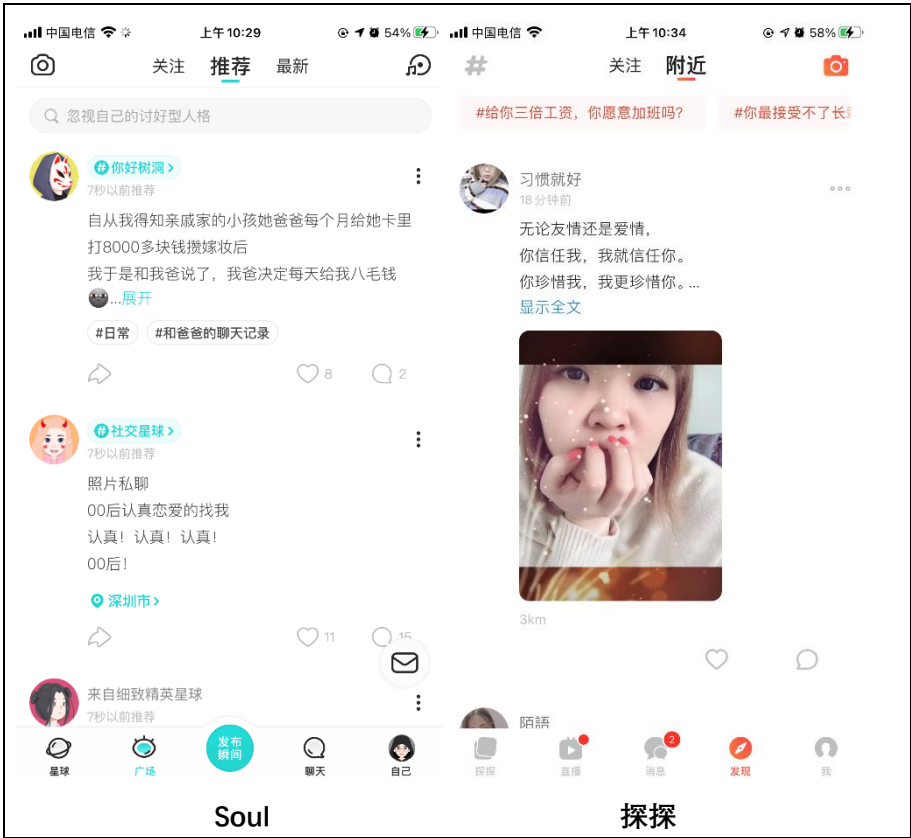 中国电信
上午10:29
54%
关注 推荐 最新
忽视自己的讨好型人格
你好树洞>
7秒以前推荐
自从我得知亲戚家的小孩她爸爸每个月给她卡里
打8000多块钱攒嫁妆后
我于是和我爸说了，我爸决定每天给我八毛钱
...展开
#日常 #和爸爸的聊天记录
8 2
社交星球>
7秒以前推荐
照片私聊
00后认真恋爱的找我
认真！认真！认真！
00后！
深圳市>
11 15
来自细致精英星球
7秒以前推荐
星球 广场 发布
瞬间 聊天 自己
Soul
中国电信
上午10:34
58%
# 关注 附近
#给你三倍工资，你愿意加班吗？ #你最接受不了长
习惯就好
18分钟前
无论友情还是爱情，
你信任我，我就信任你。
你珍惜我，我更珍惜你。...
显示全文
3km
陌語
2
探探 直播 消息 发现 我
探探